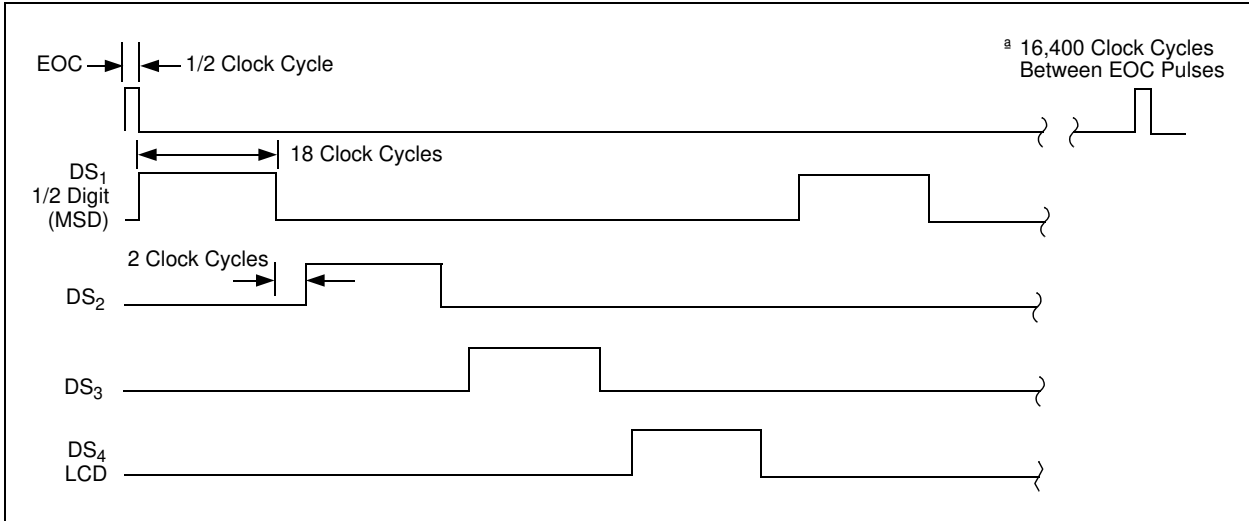 EOC
1/2 Clock Cycle
ª 16,400 Clock Cycles
Between EOC Pulses
18 Clock Cycles
DS1
1/2 Digit
(MSD)
2 Clock Cycles
DS2
DS3
DS4
LCD